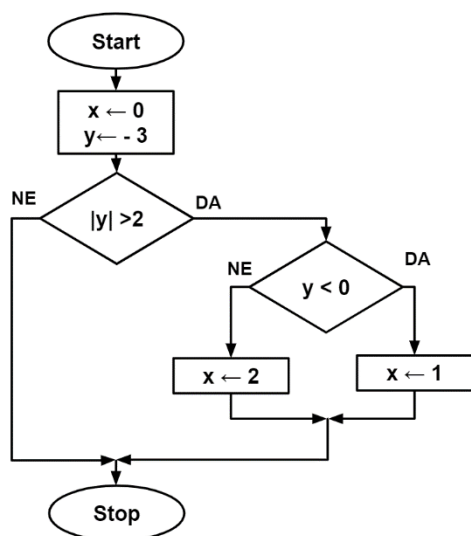 Start
x ← 0
y← - 3
NE
|y| >2
DA
NE
y < 0
DA
x ← 2
x ← 1
Stop